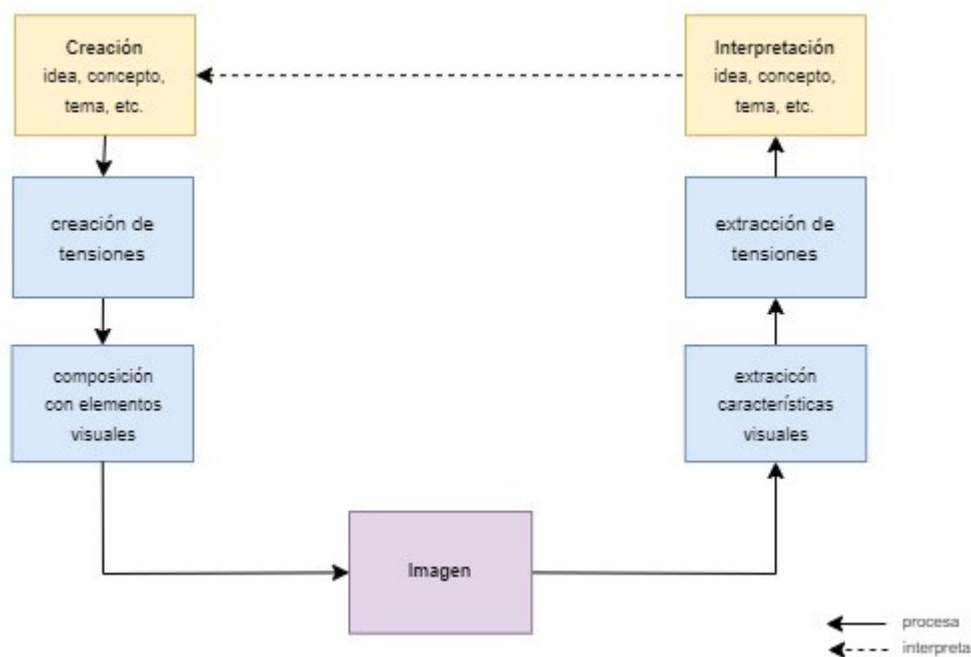 Creación
idea, concepto,
tema, etc.
Interpretación
idea, concepto,
tema, etc.
creación de
tensiones
extracción de
tensiones
composición
con elementos
visuales
extracicón
características
visuales
Imagen
procesa
interpreta